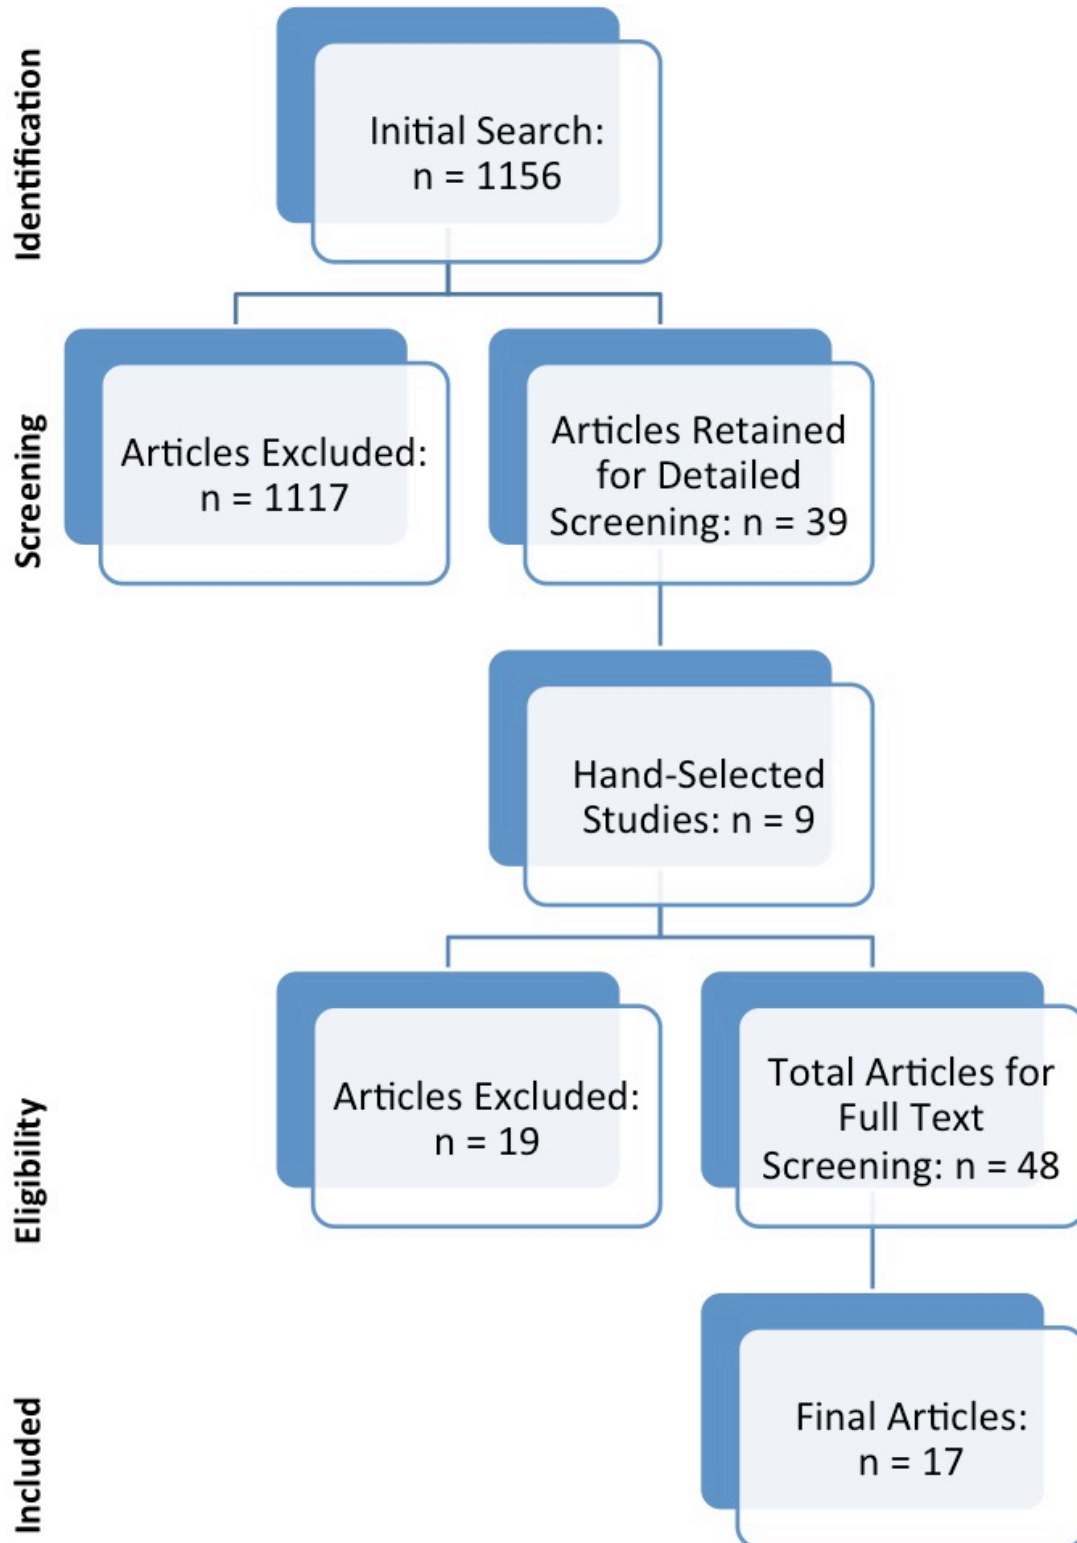 Identification
Initial Search:
n = 1156
Screening
Articles Excluded:
n = 1117
Articles Retained
for Detailed
Screening: n = 39
Hand-Selected
Studies: n = 9
Eligibility
Articles Excluded:
n = 19
Total Articles for
Full Text
Screening: n = 48
Included
Final Articles:
n = 17